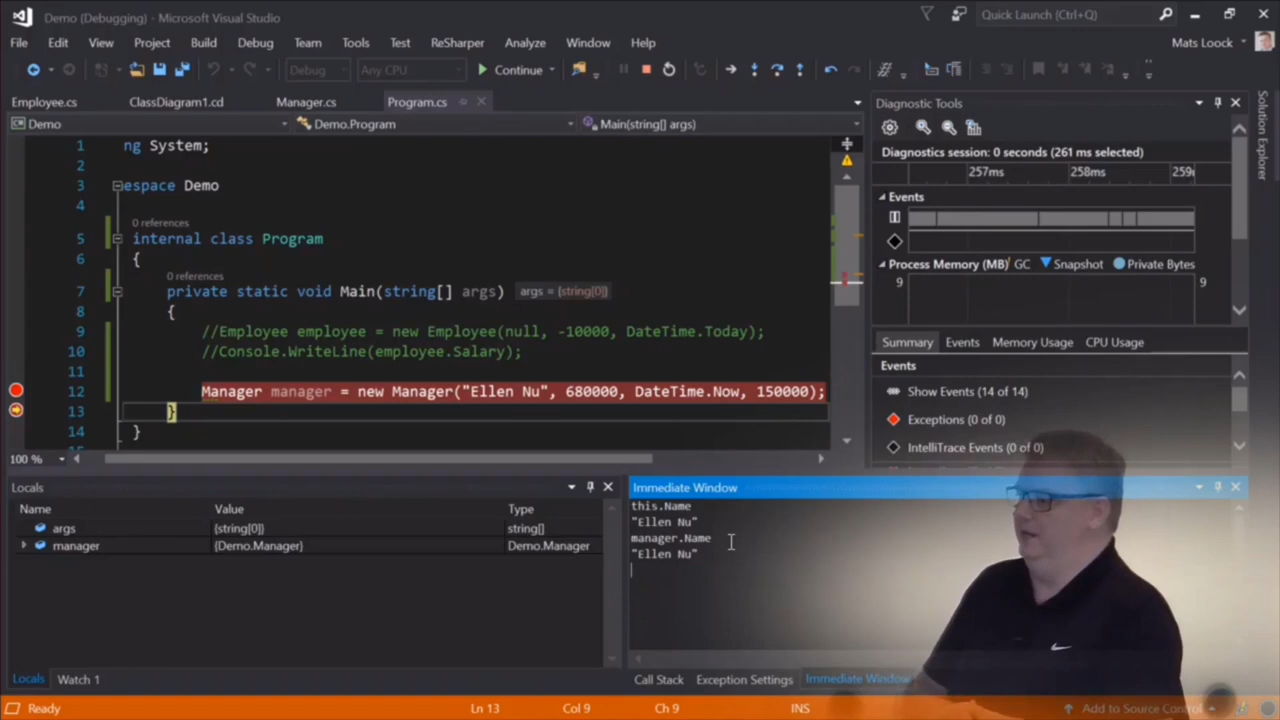 Demo (Debugging) - Microsoft Visual Studio
Quick Launch (Ctrl+Q)
File Edit View Project Build Debug Team Tools Test ReSharper Analyze Window Help
Mats Loock
Debug Any CPU Continue
Employee.cs ClassDiagram1.cd Manager.cs Program.cs
Demo Demo.Program Main(string[] args)
1 ng System;
2
3 espace Demo
4
0 references
5 internal class Program
6 {
0 references
7 private static void Main(string[] args) args = {string[0]}
8 {
9 //Employee employee = new Employee(null, -10000, DateTime.Today);
10 //Console.WriteLine(employee.Salary);
11
12 Manager manager = new Manager("Ellen Nu", 680000, DateTime.Now, 150000);
13 }
14 }
100 %
Diagnostic Tools
Diagnostics session: 0 seconds (261 ms selected)
257ms 258ms 259
Events
Process Memory (MB) GC Snapshot Private Bytes
9 9
Summary Events Memory Usage CPU Usage
Events
Show Events (14 of 14)
Exceptions (0 of 0)
IntelliTrace Events (0 of 0)
Solution Explorer
Locals
Name Value Type
args {string[0]} string[]
manager {Demo.Manager} Demo.Manager
Locals Watch 1
Immediate Window
this.Name
"Ellen Nu"
manager.Name
"Ellen Nu"
Call Stack Exception Settings Immediate Window
Ready Ln 13 Col 9 Ch 9 INS Add to Source Control